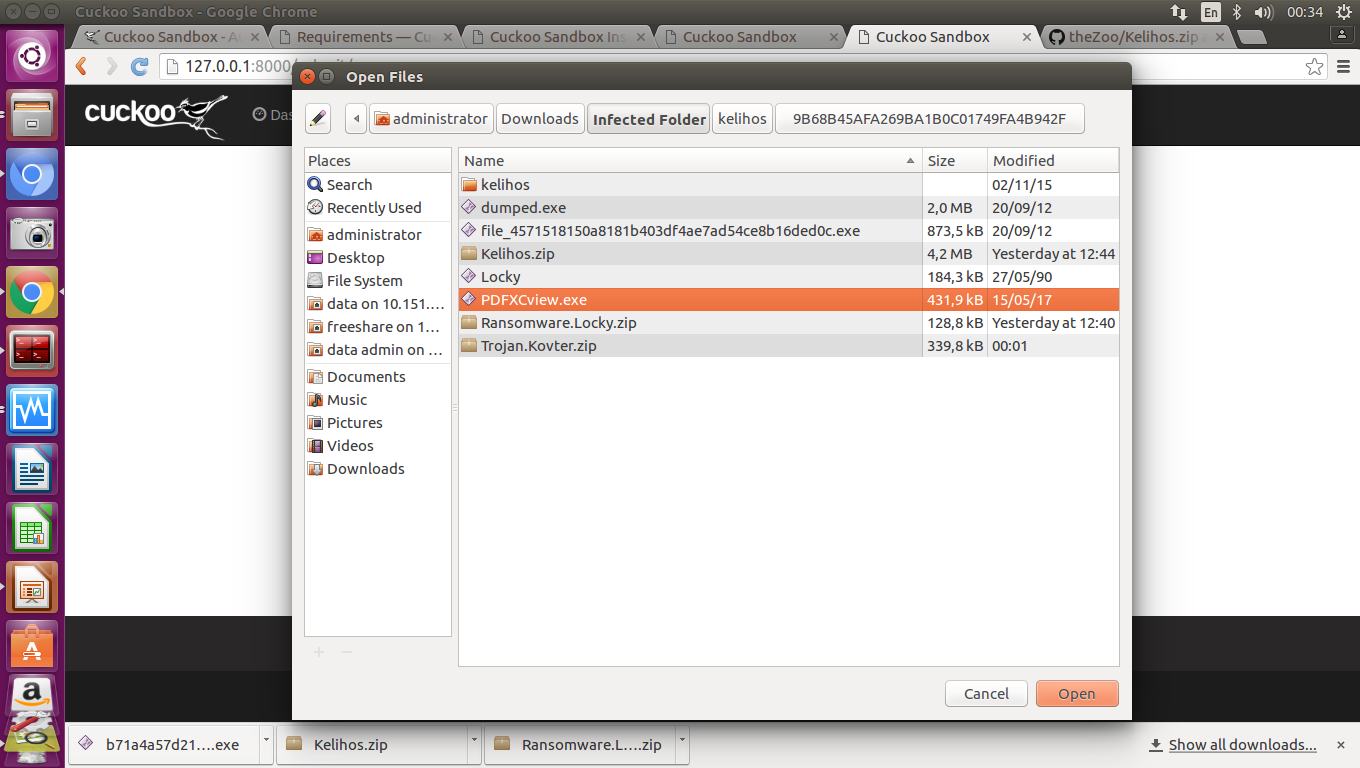 Cuckoo Sandbox - Google Chrome
En
00:34
Cuckoo Sandbox - A
Requirements — Cu
Cuckoo Sandbox Ins
Cuckoo Sandbox
Cuckoo Sandbox
theZoo/Kelihos.zip
127.0.0.1:8000
Open Files
cuckoo
Das
administrator
Downloads
Infected Folder
kelihos
9B68B45AFA269BA1B0C01749FA4B942F
Places
Name Size Modified
Search
Recently Used
administrator
Desktop
File System
data on 10.151....
freeshare on 1...
data admin on ...
Documents
Music
Pictures
Videos
Downloads
kelihos 02/11/15
dumped.exe 2,0 MB 20/09/12
file_4571518150a8181b403df4ae7ad54ce8b16ded0c.exe 873,5 kB 20/09/12
Kelihos.zip 4,2 MB Yesterday at 12:44
Locky 184,3 kB 27/05/90
PDFXCview.exe 431,9 kB 15/05/17
Ransomware.Locky.zip 128,8 kB Yesterday at 12:40
Trojan.Kovter.zip 339,8 kB 00:01
Cancel
Open
b71a4a57d21....exe
Kelihos.zip
Ransomware.L....zip
Show all downloads...